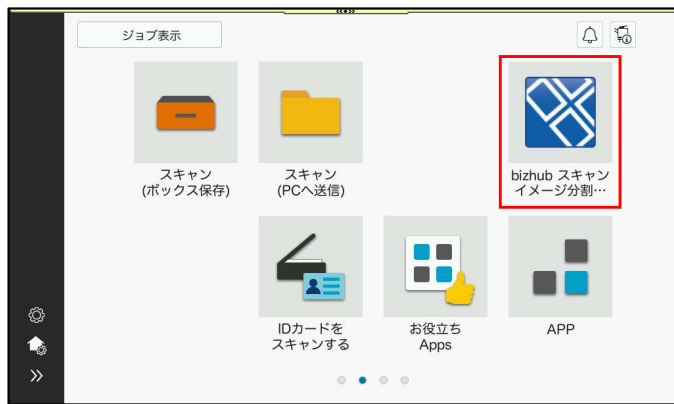 ジョブ表示
スキャン
(ボックス保存)
スキャン
(PCへ送信)
bizhub スキャン
イメージ分割…
IDカードを
スキャンする
お役立ち
Apps
APP